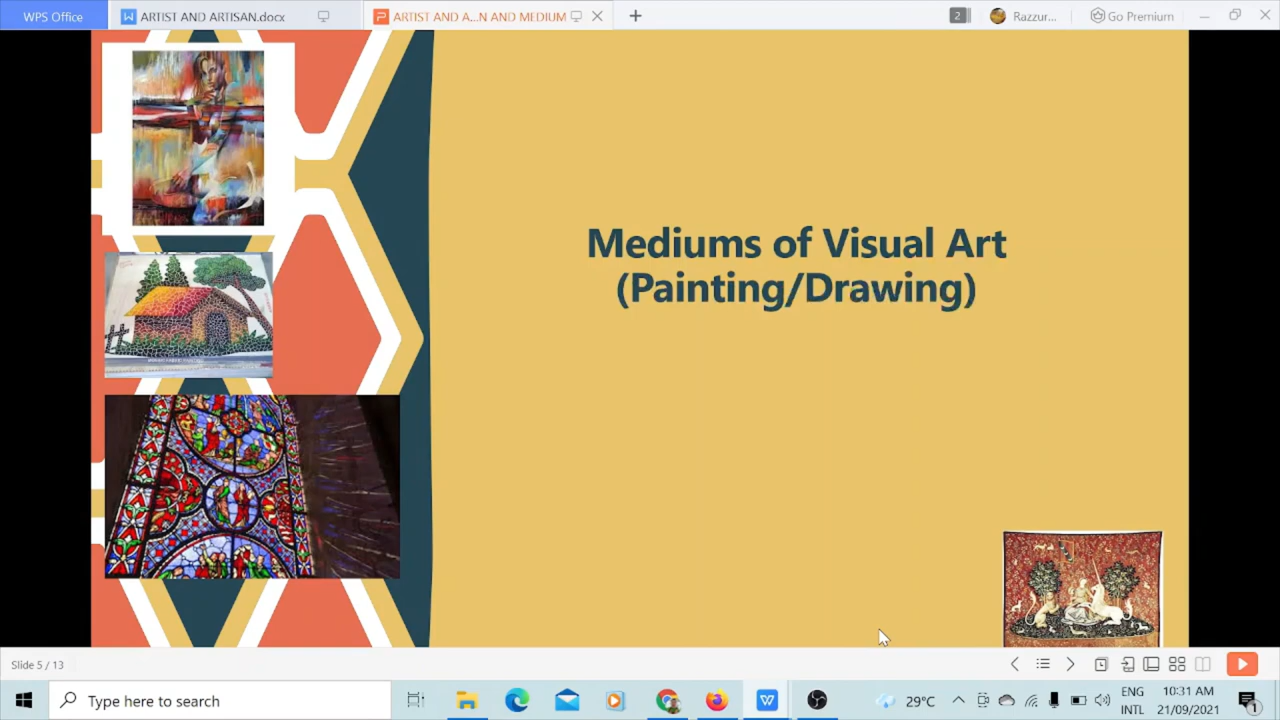 WPS Office
ARTIST AND ARTISAN.docx
ARTIST AND A...N AND MEDIUM
2
Razzur...
Go Premium
Mediums of Visual Art
(Painting/Drawing)
Slide 5 / 13
Type here to search
29°C
ENG
INTL
10:31 AM
21/09/2021
1